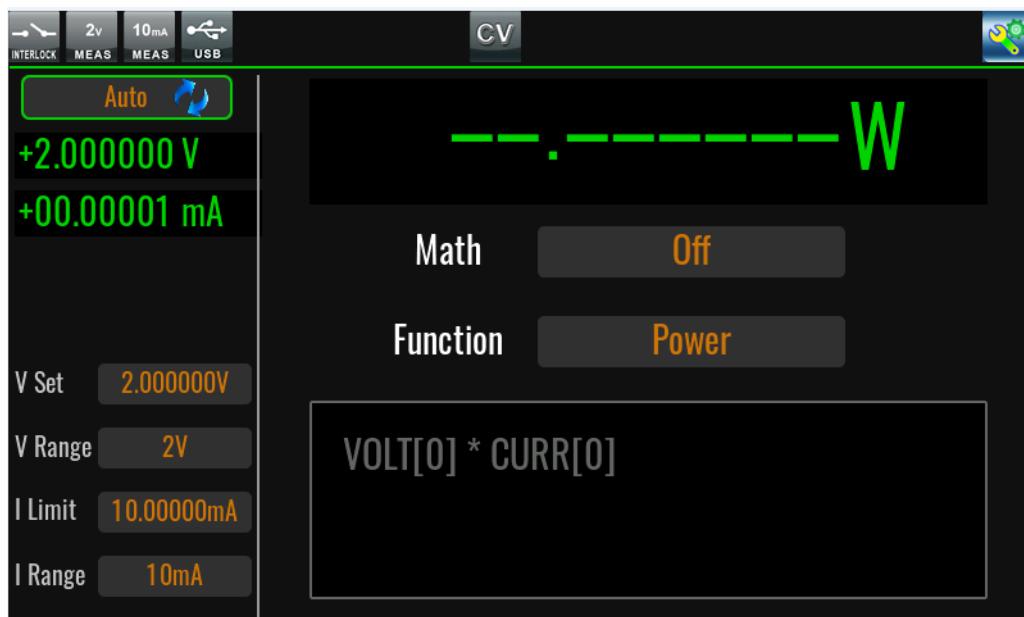 INTERLOCK
2V
MEAS
10mA
MEAS
USB
CV
Auto
+2.000000 V
+00.00001 mA
--.------W
Math Off
Function Power
V Set 2.000000V
V Range 2V
I Limit 10.00000mA
I Range 10mA
VOLT[0] * CURR[0]